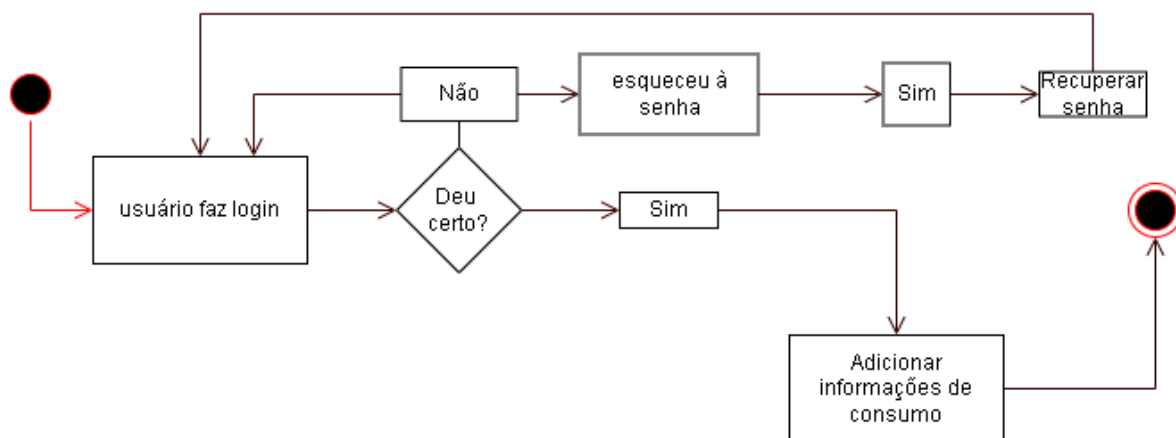 Não
esqueceu à
senha
Sim
Recuperar
senha
usuário faz login
Deu
certo?
Sim
Adicionar
informações de
consumo